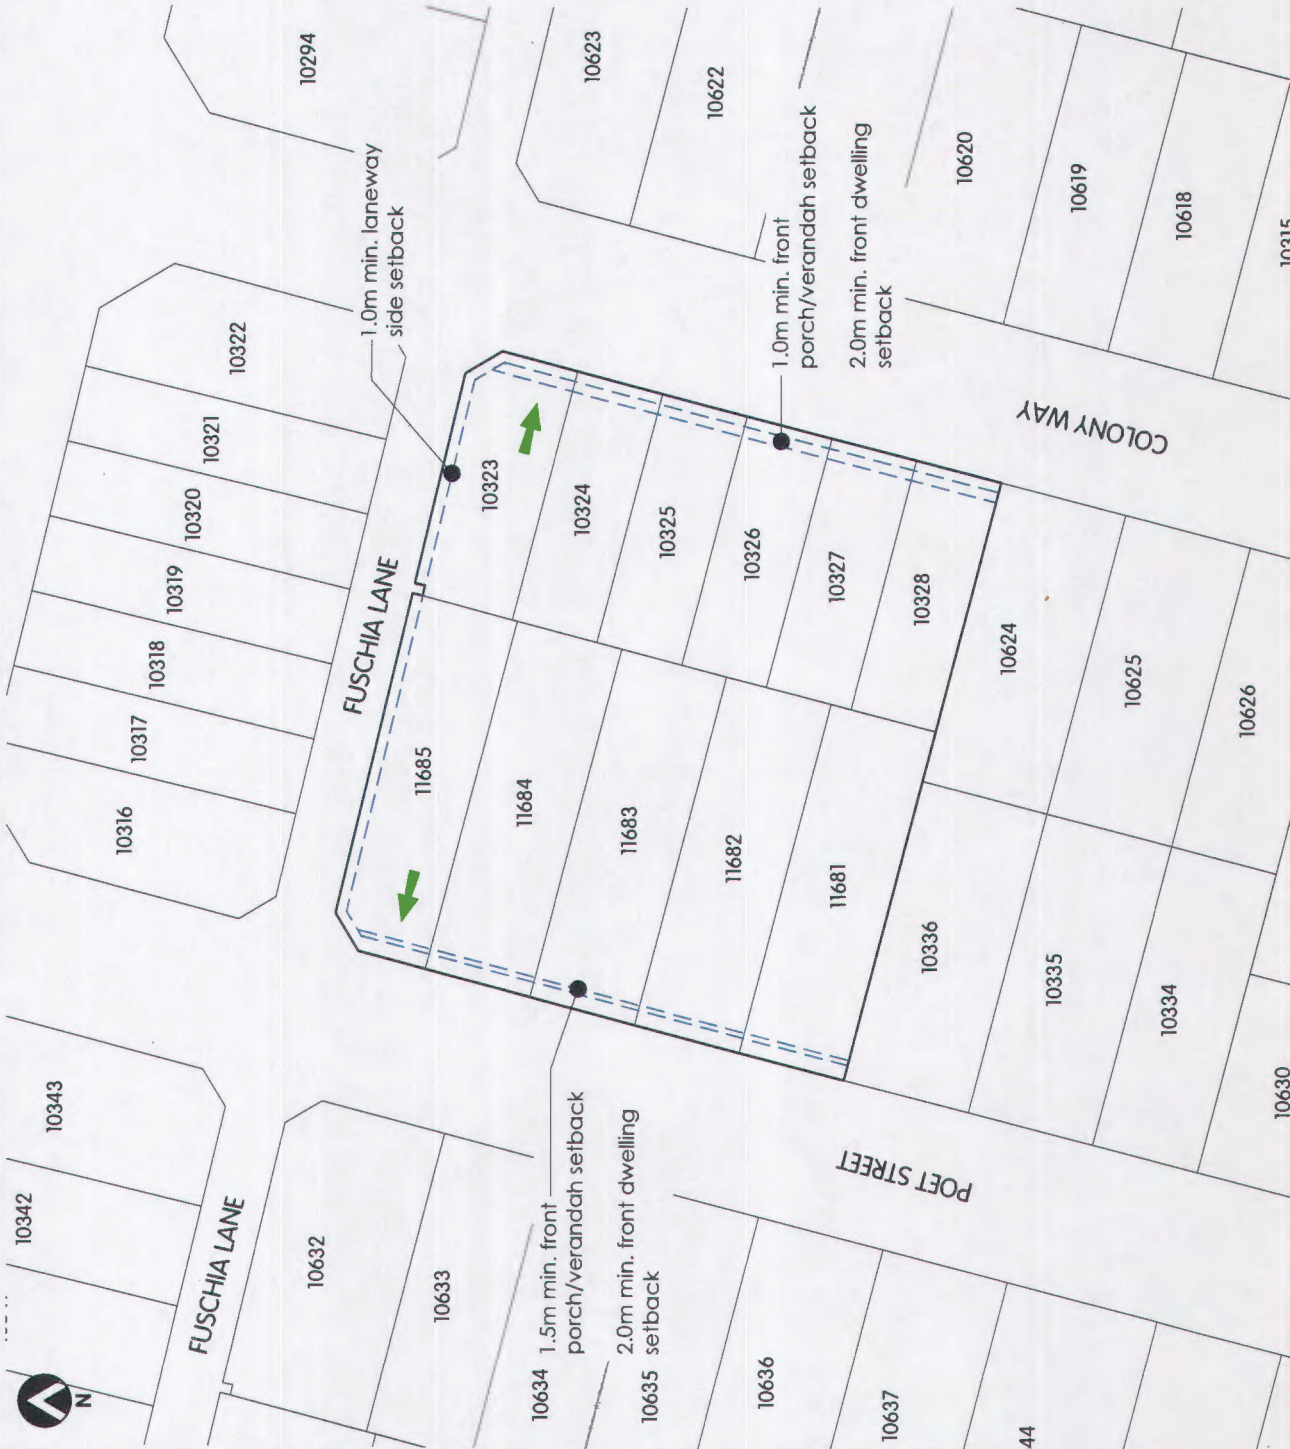 10294
10623
10622
10620
10619
10618
10315
1.0m min. laneway
side setback
1.0m min. front
porch/verandah setback
2.0m min. front dwelling
setback
10322
10321
10320
10319
10318
10317
10316
FUSCHIA LANE
COLONY WAY
10323
10324
10325
10326
10327
10328
11685
11684
11683
11682
11681
10624
10625
10626
10336
10335
10334
10630
POET STREET
10343
10342
FUSCHIA LANE
10632
10633
10634
10635
10636
10637
44
1.5m min. front
porch/verandah setback
2.0m min. front dwelling
setback
N